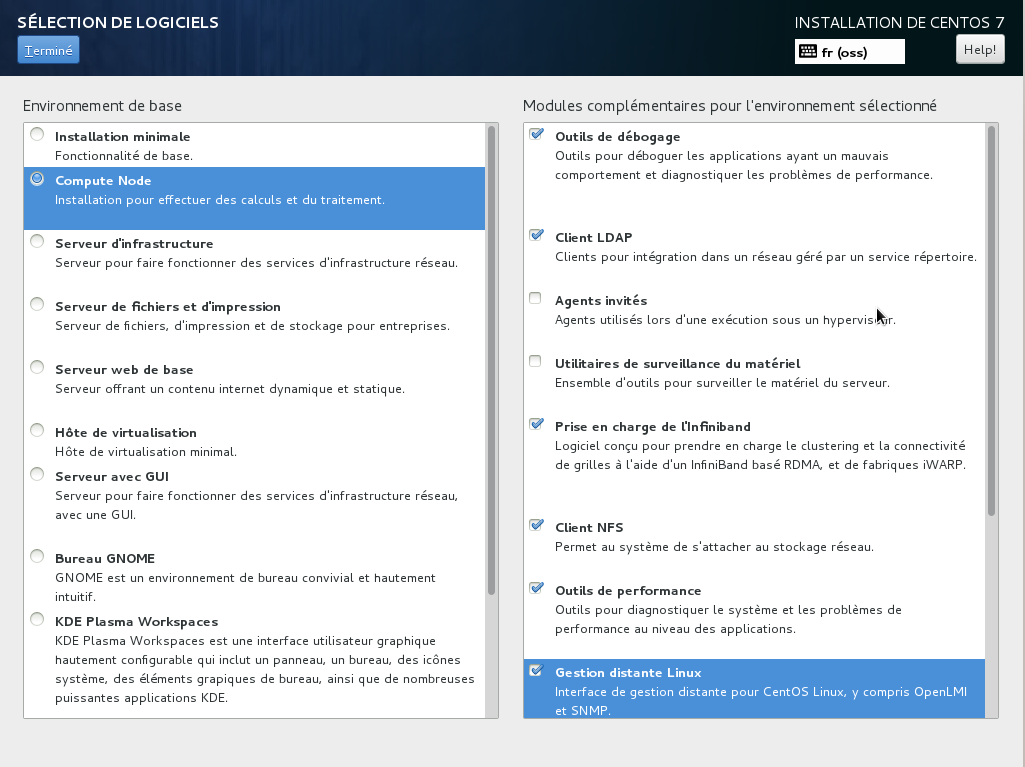 SÉLECTION DE LOGICIELS
INSTALLATION DE CENTOS 7
Terminé
fr (oss)
Help!
Environnement de base
Installation minimale
Fonctionnalité de base.
Compute Node
Installation pour effectuer des calculs et du traitement.
Serveur d'infrastructure
Serveur pour faire fonctionner des services d'infrastructure réseau.
Serveur de fichiers et d'impression
Serveur de fichiers, d'impression et de stockage pour entreprises.
Serveur web de base
Serveur offrant un contenu internet dynamique et statique.
Hôte de virtualisation
Hôte de virtualisation minimal.
Serveur avec GUI
Serveur pour faire fonctionner des services d'infrastructure réseau,
avec une GUI.
Bureau GNOME
GNOME est un environnement de bureau convivial et hautement
intuitif.
KDE Plasma Workspaces
KDE Plasma Workspaces est une interface utilisateur graphique
hautement configurable qui inclut un panneau, un bureau, des icônes
système, des éléments grapiques de bureau, ainsi que de nombreuses
puissantes applications KDE.
Modules complémentaires pour l'environnement sélectionné
Outils de débogage
Outils pour déboguer les applications ayant un mauvais
comportement et diagnostiquer les problèmes de performance.
Client LDAP
Clients pour intégration dans un réseau géré par un service répertoire.
Agents invités
Agents utilisés lors d'une exécution sous un hyperviseur.
Utilitaires de surveillance du matériel
Ensemble d'outils pour surveiller le matériel du serveur.
Prise en charge de l'Infiniband
Logiciel conçu pour prendre en charge le clustering et la connectivité
de grilles à l'aide d'un InfiniBand basé RDMA, et de fabriques iWARP.
Client NFS
Permet au système de s'attacher au stockage réseau.
Outils de performance
Outils pour diagnostiquer le système et les problèmes de
performance au niveau des applications.
Gestion distante Linux
Interface de gestion distante pour CentOS Linux, y compris OpenLMI
et SNMP.